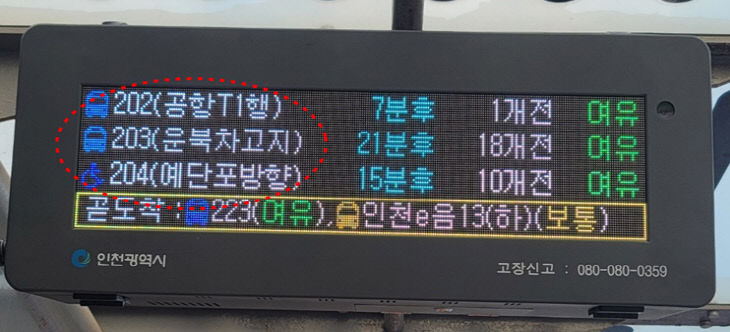 202(공항T1행) 7분후 1개전 여유
203(운북차고지) 21분후 18개전 여유
204(예단포방향) 15분후 10개전 여유
곧도착 : 223(여유), 인천e음13(하)(보통)
인천광역시 고장신고 : 080-080-0359